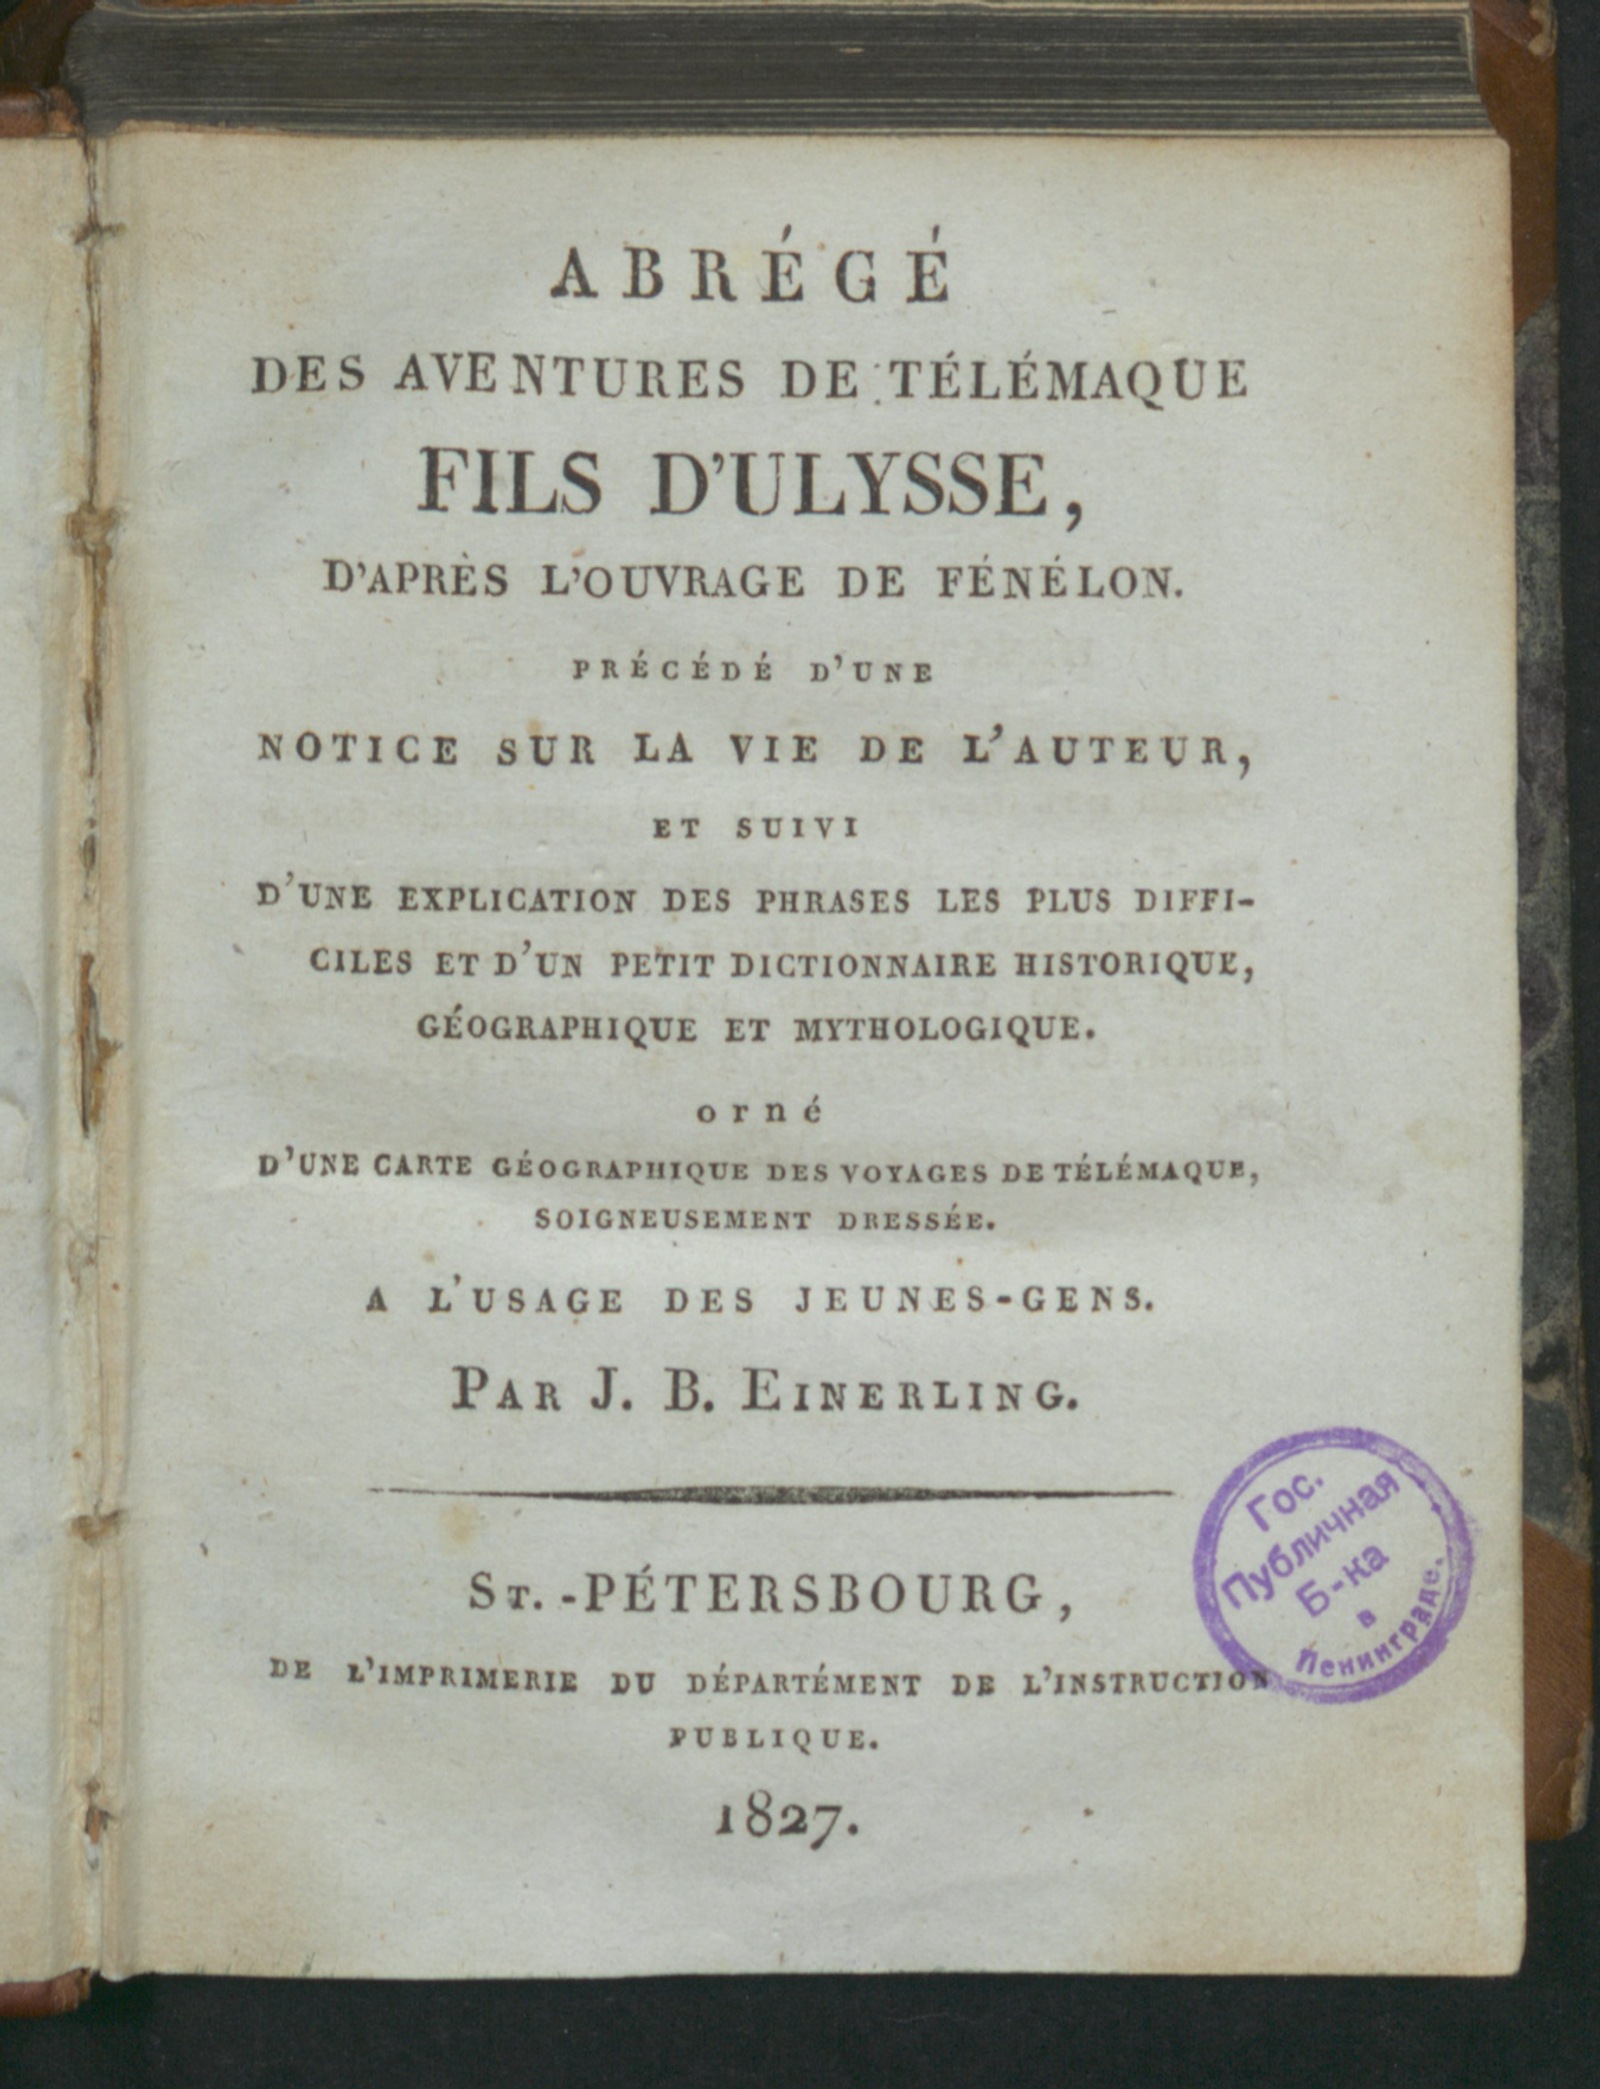 ABRÉGÉ
DES AVENTURES DE TÉLÉMAQUE
FILS D'ULYSSE,
D'APRÈS L'OUVRAGE DE FÉNÉLON.
PRÉCÉDÉ D'UNE
NOTICE SUR LA VIE DE L'AUTEUR,
ET SUIVI
D'UNE EXPLICATION DES PHRASES LES PLUS DIFFI-
CILES ET D'UN PETIT DICTIONNAIRE HISTORIQUE,
GÉOGRAPHIQUE ET MYTHOLOGIQUE.
orné
D'UNE CARTE GÉOGRAPHIQUE DES VOYAGES DE TÉLÉMAQUE,
SOIGNEUSEMENT DRESSÉE.
A L'USAGE DES JEUNES-GENS.
PAR J. B. EINERLING.
ST.-PÉTERSBOURG,
DE L'IMPRIMERIE DU DÉPARTÉMENT DE L'INSTRUCTION
PUBLIQUE.
1827.
Гос.
Публичная
Б-ка
в
Ленинграде.